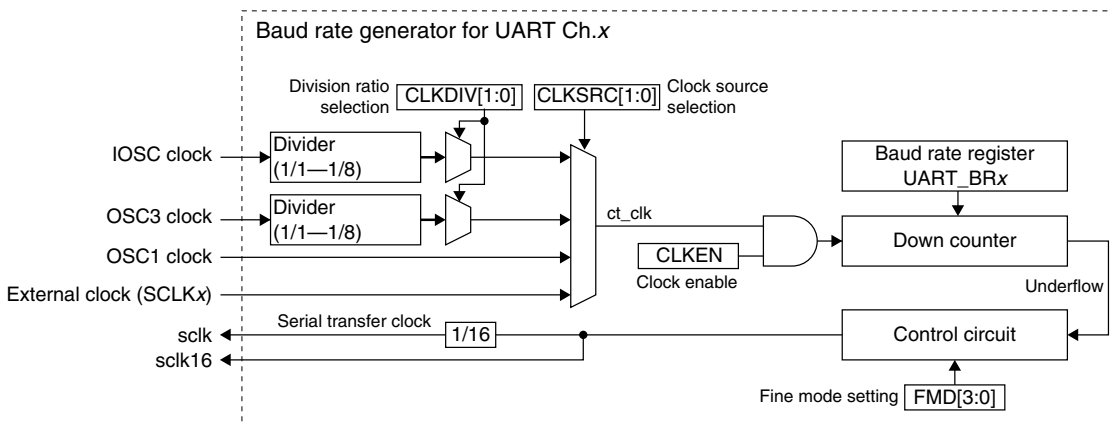 Baud rate generator for UART Ch.x
Division ratio
selection
CLKDIV[1:0]
CLKSRC[1:0]
Clock source
selection
IOSC clock
Divider
(1/1—1/8)
Baud rate register
UART_BRx
OSC3 clock
Divider
(1/1—1/8)
ct_clk
Down counter
OSC1 clock
CLKEN
Clock enable
External clock (SCLKx)
Underflow
sclk
Serial transfer clock
1/16
Control circuit
sclk16
Fine mode setting
FMD[3:0]